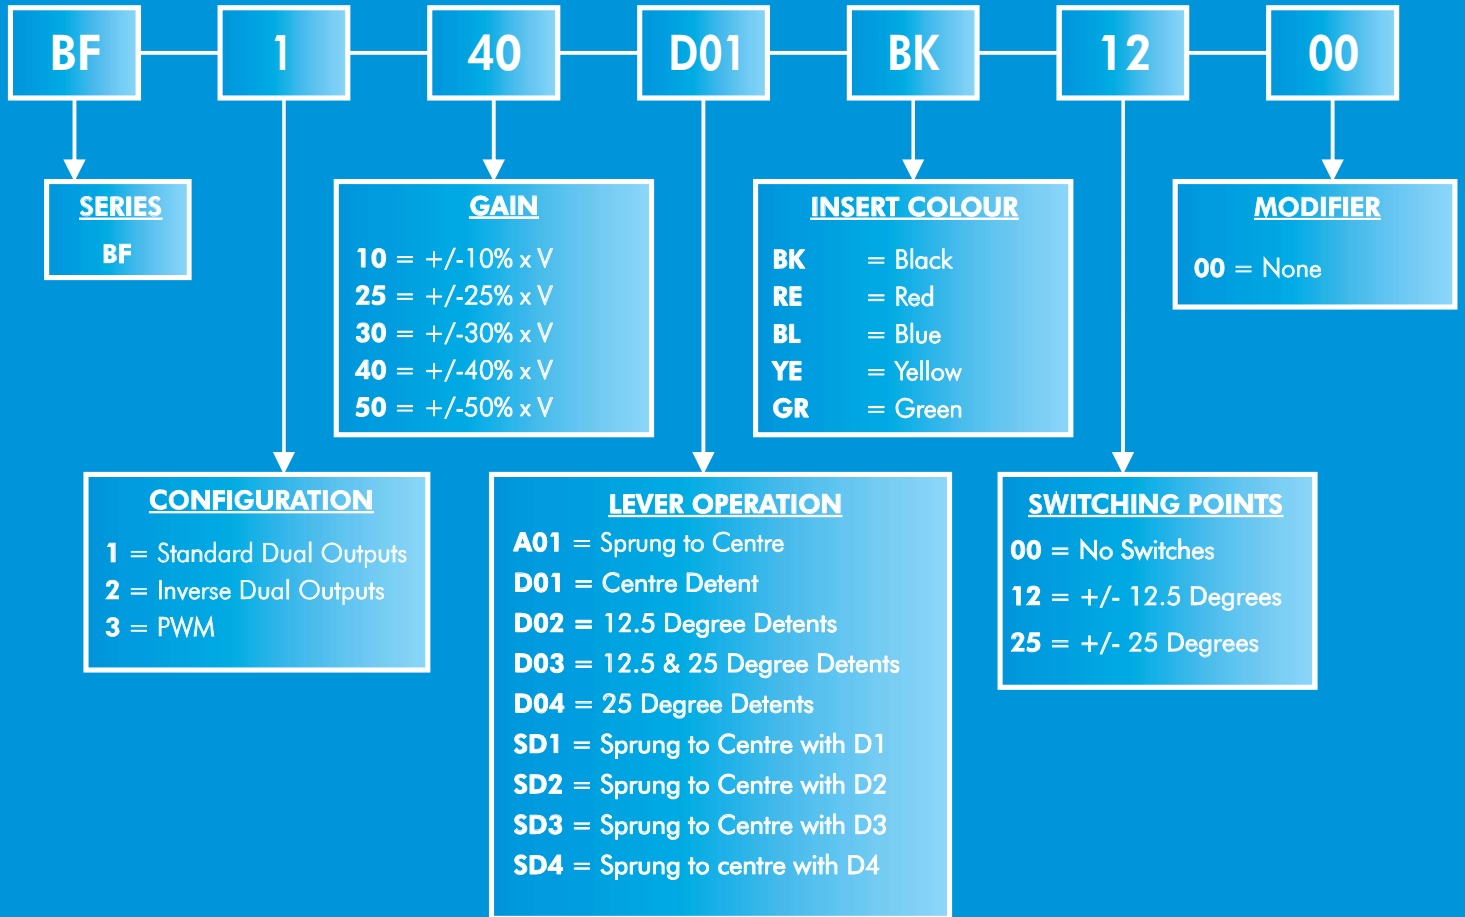 BF 1 40 D01 BK 12 00
SERIES
BF
GAIN
10 = +/-10% x V
25 = +/-25% x V
30 = +/-30% x V
40 = +/-40% x V
50 = +/-50% x V
INSERT COLOUR
BK = Black
RE = Red
BL = Blue
YE = Yellow
GR = Green
MODIFIER
00 = None
CONFIGURATION
1 = Standard Dual Outputs
2 = Inverse Dual Outputs
3 = PWM
LEVER OPERATION
A01 = Sprung to Centre
D01 = Centre Detent
D02 = 12.5 Degree Detents
D03 = 12.5 & 25 Degree Detents
D04 = 25 Degree Detents
SD1 = Sprung to Centre with D1
SD2 = Sprung to Centre with D2
SD3 = Sprung to Centre with D3
SD4 = Sprung to centre with D4
SWITCHING POINTS
00 = No Switches
12 = +/- 12.5 Degrees
25 = +/- 25 Degrees